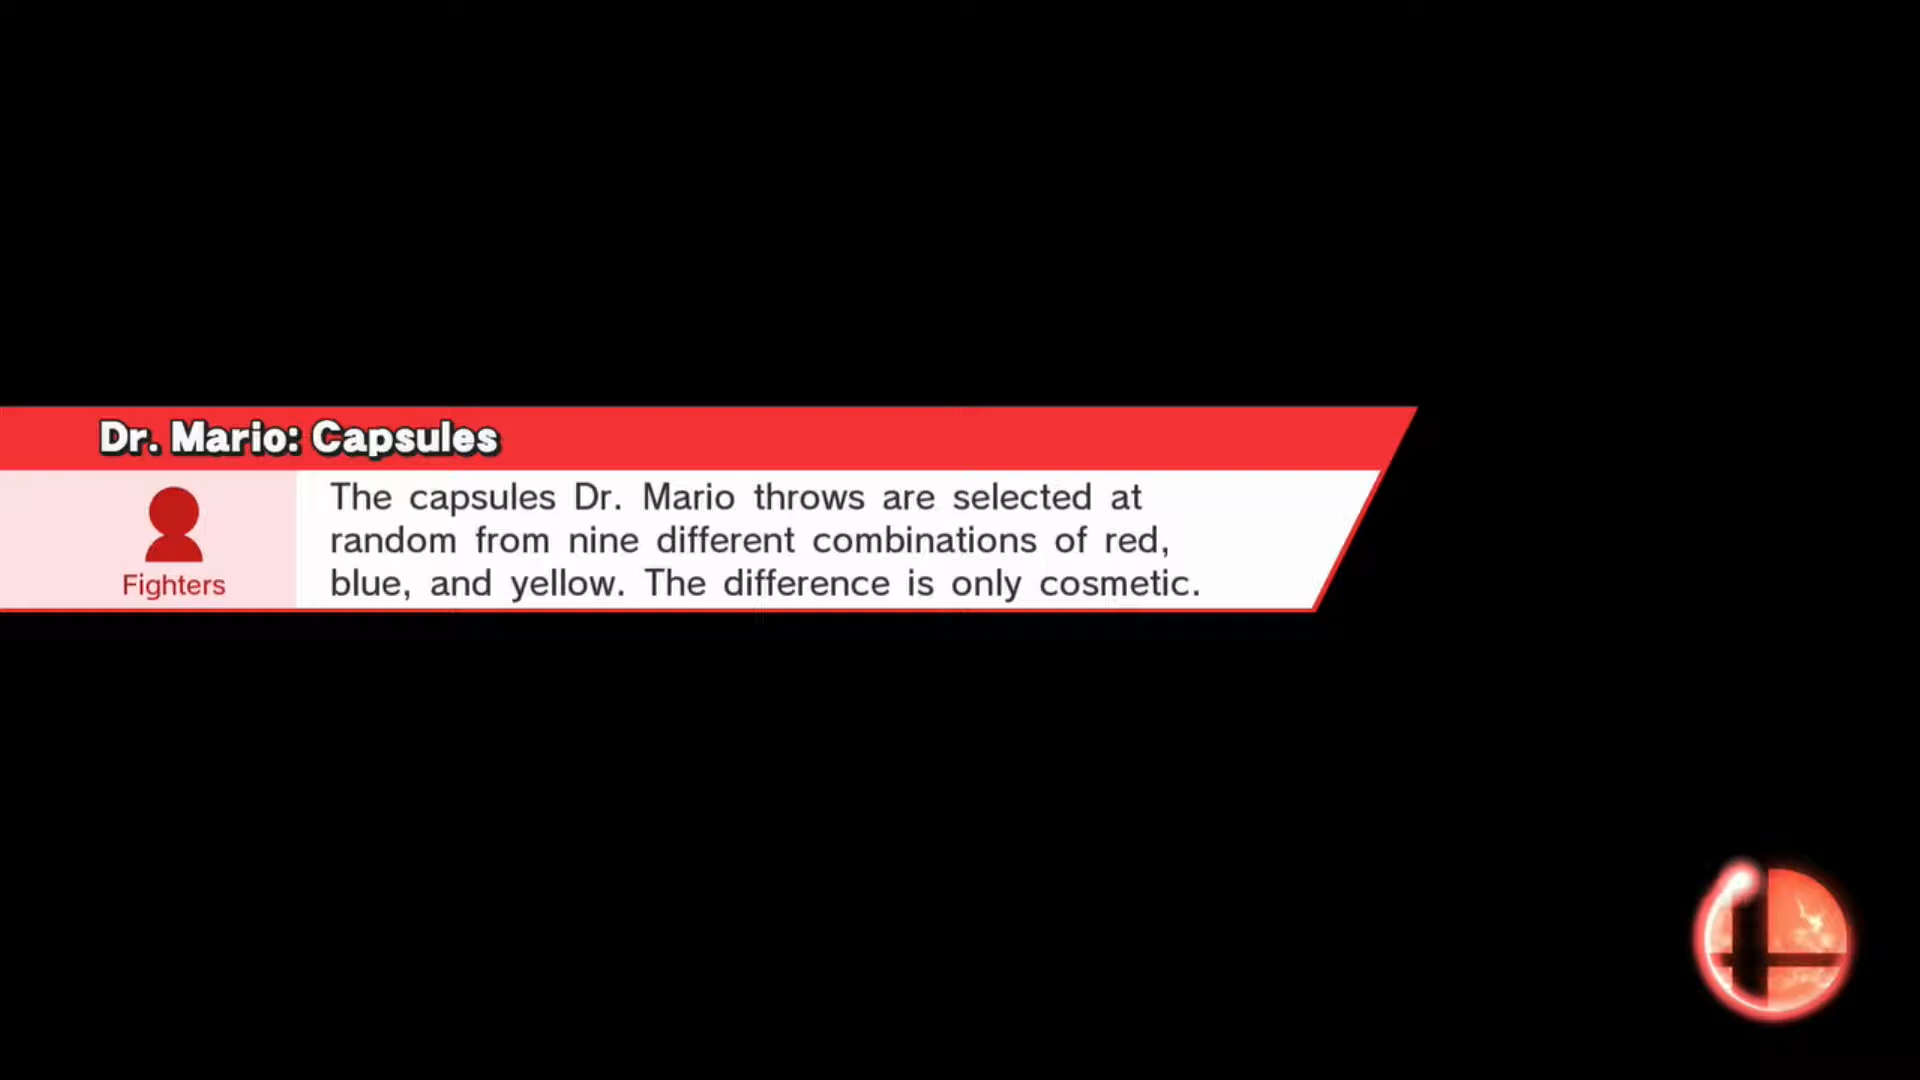 Dr. Mario: Capsules
Fighters
The capsules Dr. Mario throws are selected at
random from nine different combinations of red,
blue, and yellow. The difference is only cosmetic.